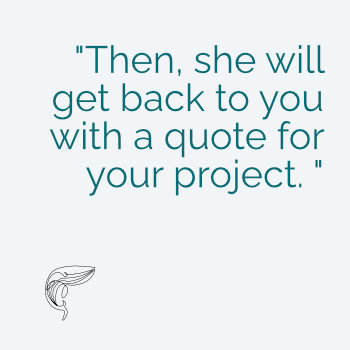 "Then, she will
get back to you
with a quote for
your project. "